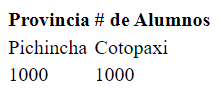 Provincia # de Alumnos
Pichincha Cotopaxi
1000 1000